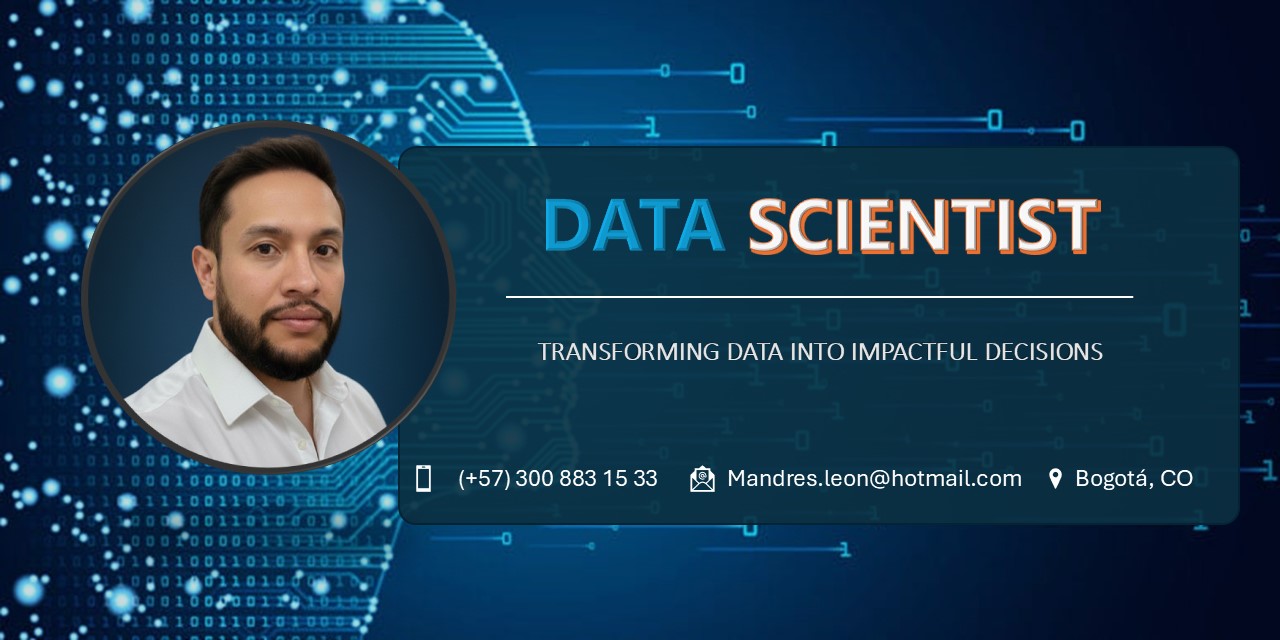 DATA SCIENTIST
TRANSFORMING DATA INTO IMPACTFUL DECISIONS
(+57) 300 883 15 33 Mandres.leon@hotmail.com Bogotá, CO